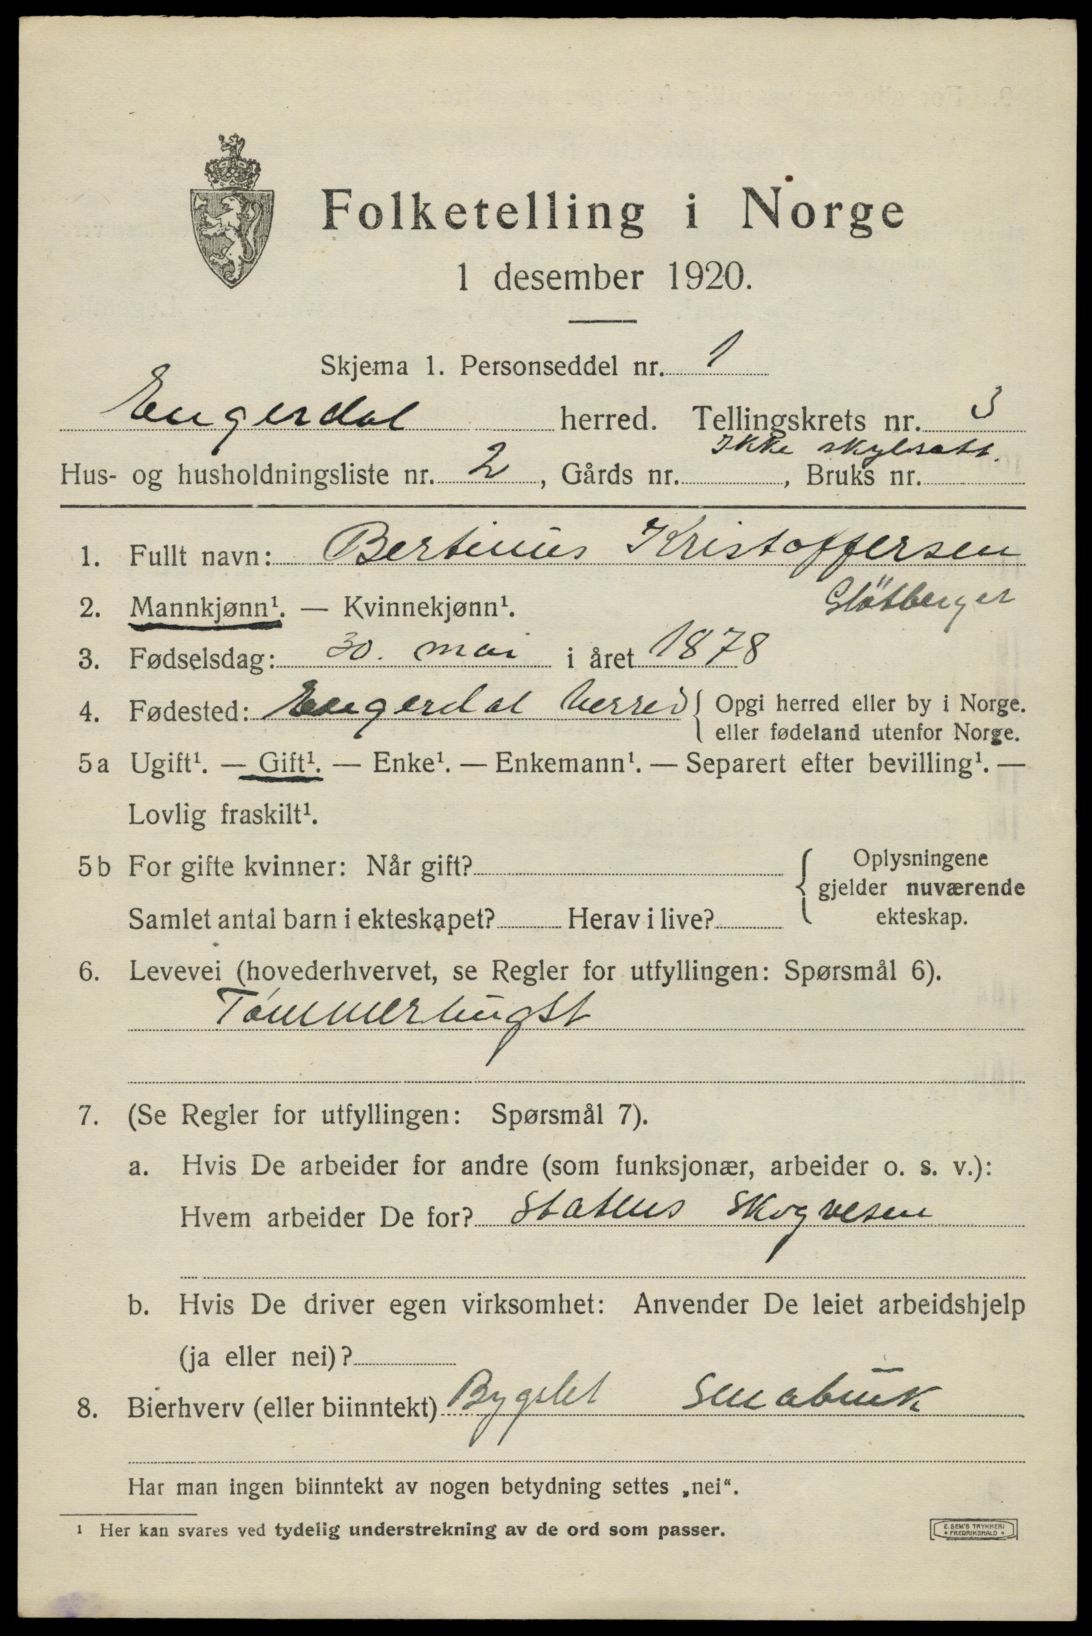 Folketelling i Norge
1 desember 1920.
Skjema 1. Personseddel nr. 1
Engerdal herred. Tellingskrets nr. 3
Ikke skyldsatt.
Hus- og husholdningsliste nr. 2, Gårds nr. , Bruks nr.
1. Fullt navn: Bertinus Kristoffersen
Sløtberger
2. Mannkjønn¹. — Kvinnekjønn¹.
3. Fødselsdag: 30. mai i året 1878
4. Fødested: Engerdal herred { Opgi herred eller by i Norge.
eller fødeland utenfor Norge.
5 a Ugift¹. — Gift¹. — Enke¹. — Enkemann¹. — Separert efter bevilling¹. —
Lovlig fraskilt¹.
5 b For gifte kvinner: Når gift?
Samlet antal barn i ekteskapet? Herav i live?
{ Oplysningene
gjelder nuværende
ekteskap.
6. Levevei (hovederhvervet, se Regler for utfyllingen: Spørsmål 6).
Tømmerhugst
7. (Se Regler for utfyllingen: Spørsmål 7).
a. Hvis De arbeider for andre (som funksjonær, arbeider o. s. v.):
Hvem arbeider De for? Statens Skogvesen
b. Hvis De driver egen virksomhet: Anvender De leiet arbeidshjelp
(ja eller nei)?
8. Bierhverv (eller biinntekt) Bygslet Smabruk
Har man ingen biinntekt av nogen betydning settes „nei“.
¹ Her kan svares ved tydelig understrekning av de ord som passer.
E. SEM'S TRYKKERI
FREDRIKSHALD